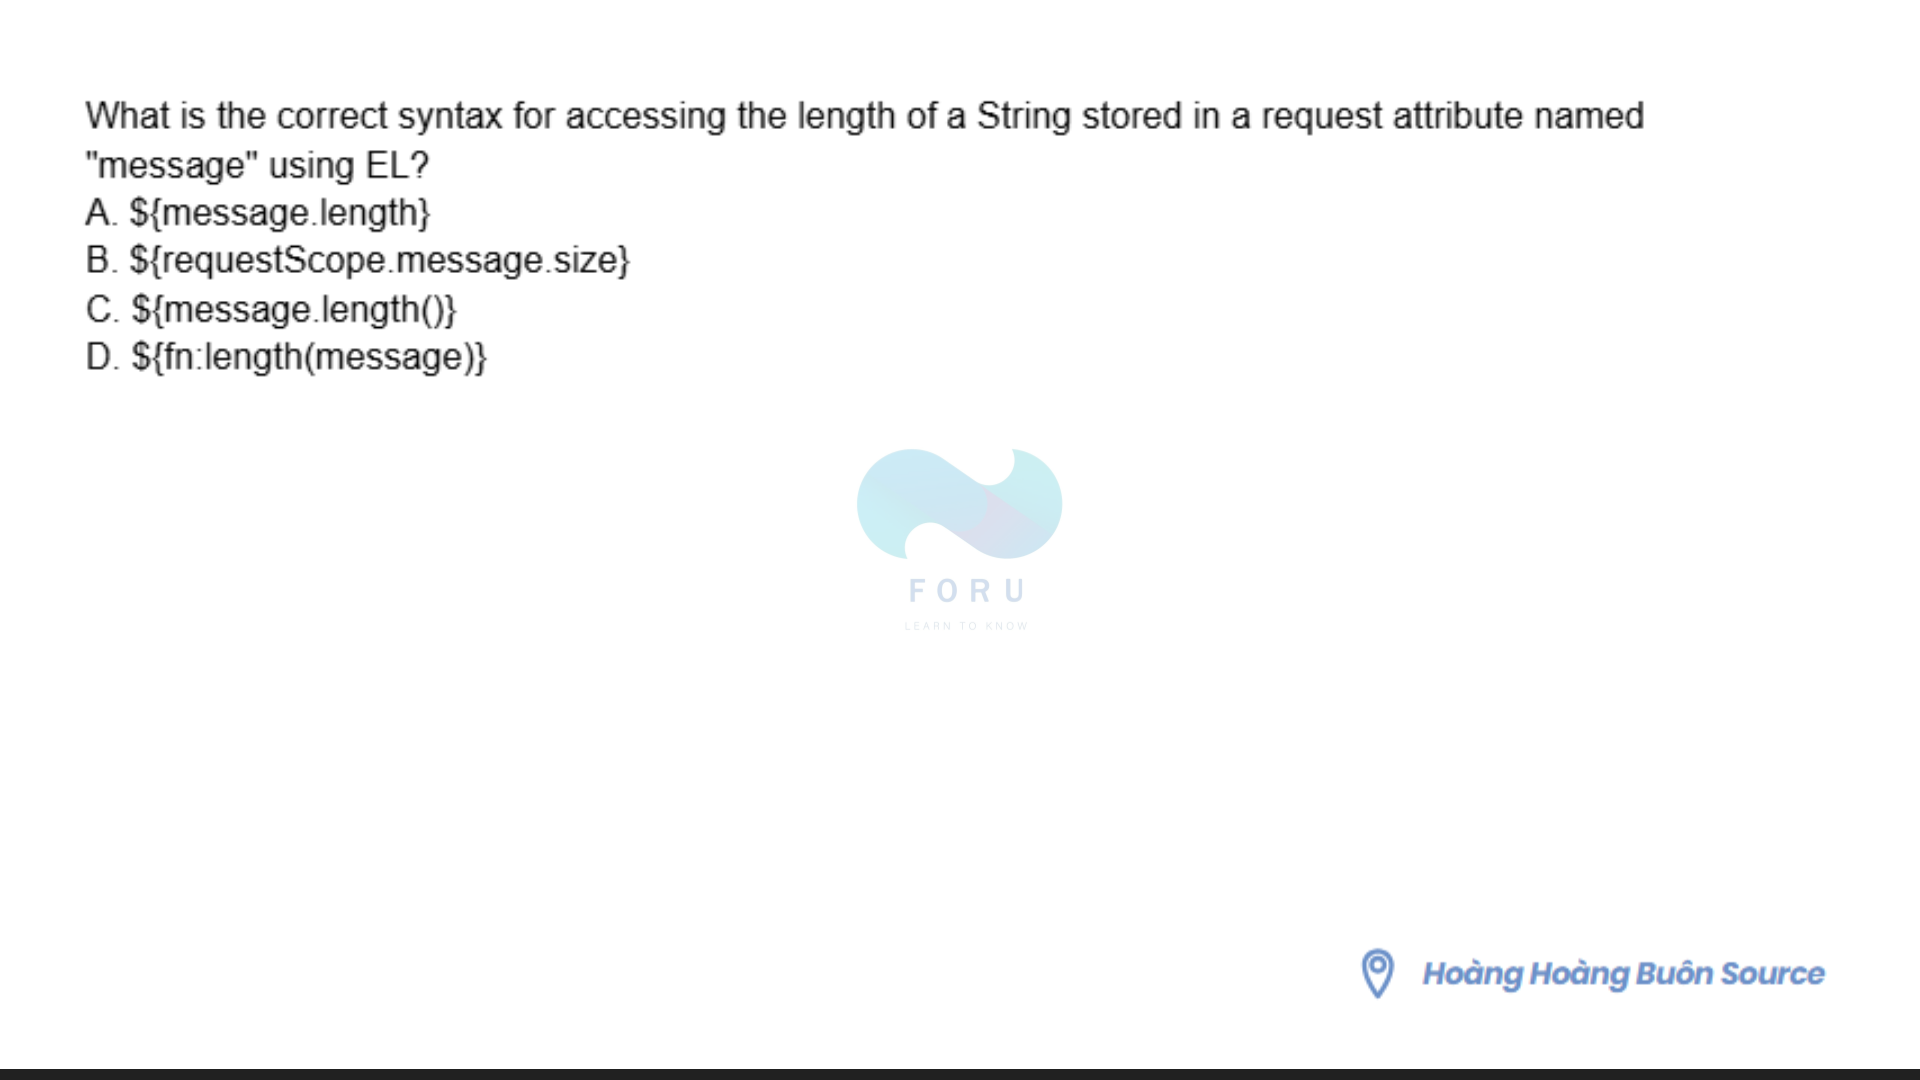 What is the correct syntax for accessing the length of a String stored in a request attribute named
"message" using EL?
A. ${message.length}
B. ${requestScope.message.size}
C. ${message.length()}
D. ${fn:length(message)}
FORU
LEARN TO KNOW
Hoàng Hoàng Buôn Source